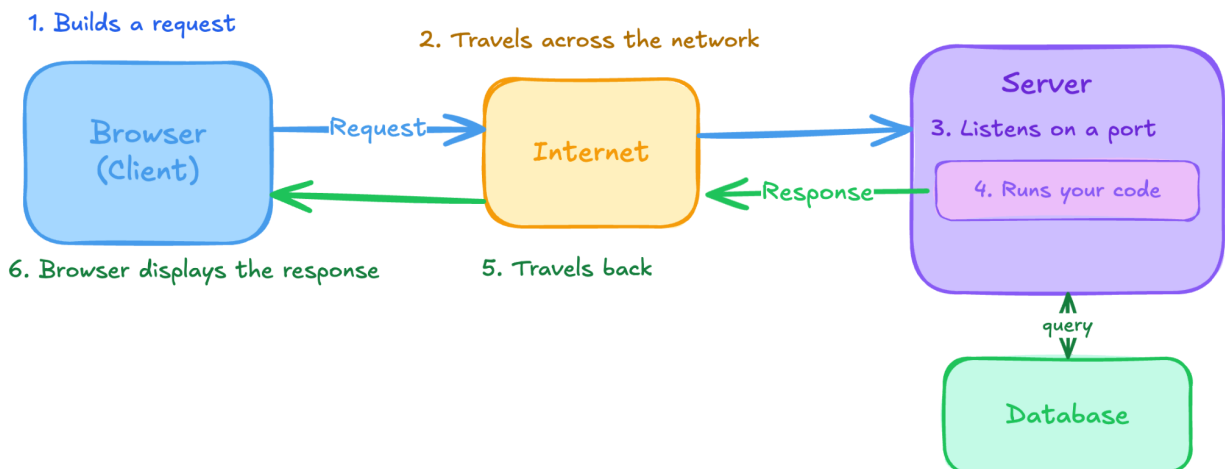 1. Builds a request
2. Travels across the network
Browser
(Client)
Request
Internet
Server
3. Listens on a port
4. Runs your code
Response
6. Browser displays the response
5. Travels back
query
Database